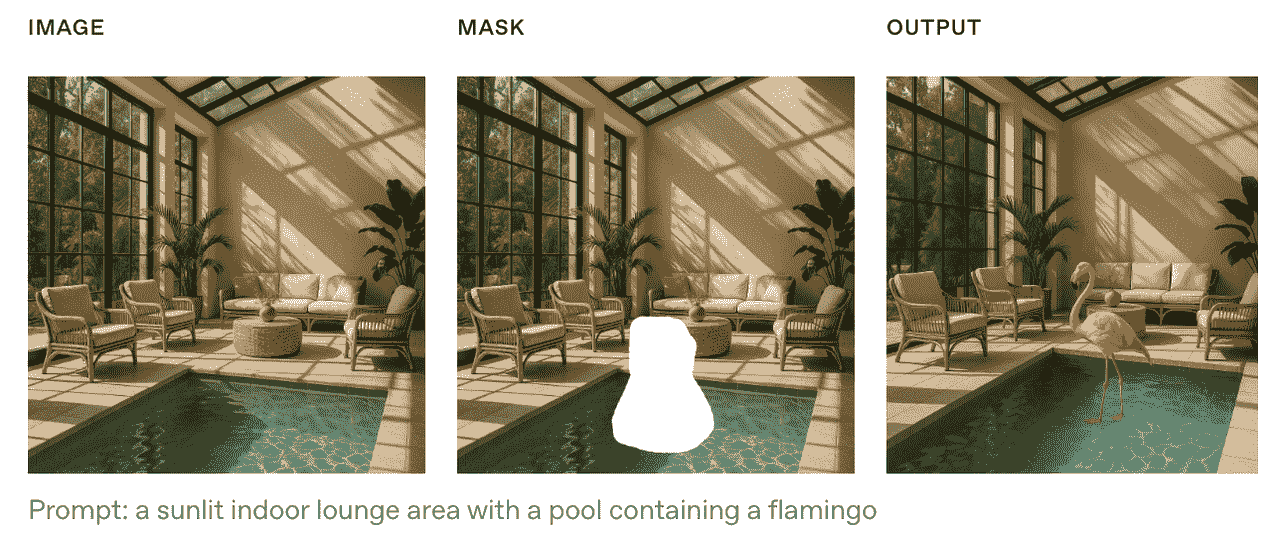 IMAGE
MASK
OUTPUT
Prompt: a sunlit indoor lounge area with a pool containing a flamingo